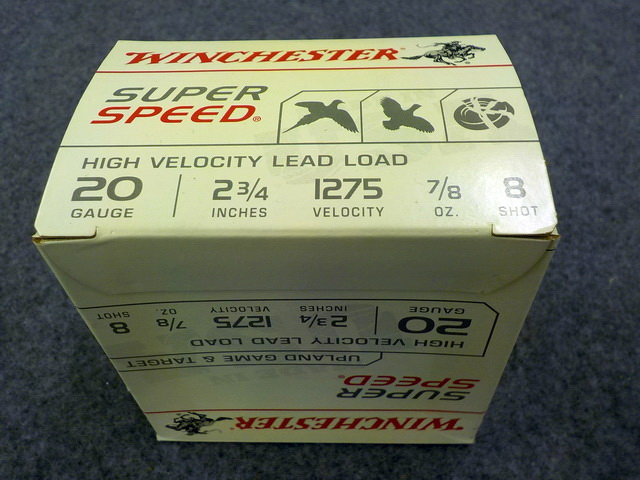 WINCHESTER®
SUPER
SPEED®
HIGH VELOCITY LEAD LOAD
20 2 3/4 1275 7/8 8
GAUGE INCHES VELOCITY OZ. SHOT
WINCHESTER
SUPER
SPEED®
UPLAND GAME & TARGET
HIGH VELOCITY LEAD LOAD
20 2 3/4 1275 7/8 8
GAUGE INCHES VELOCITY OZ. SHOT